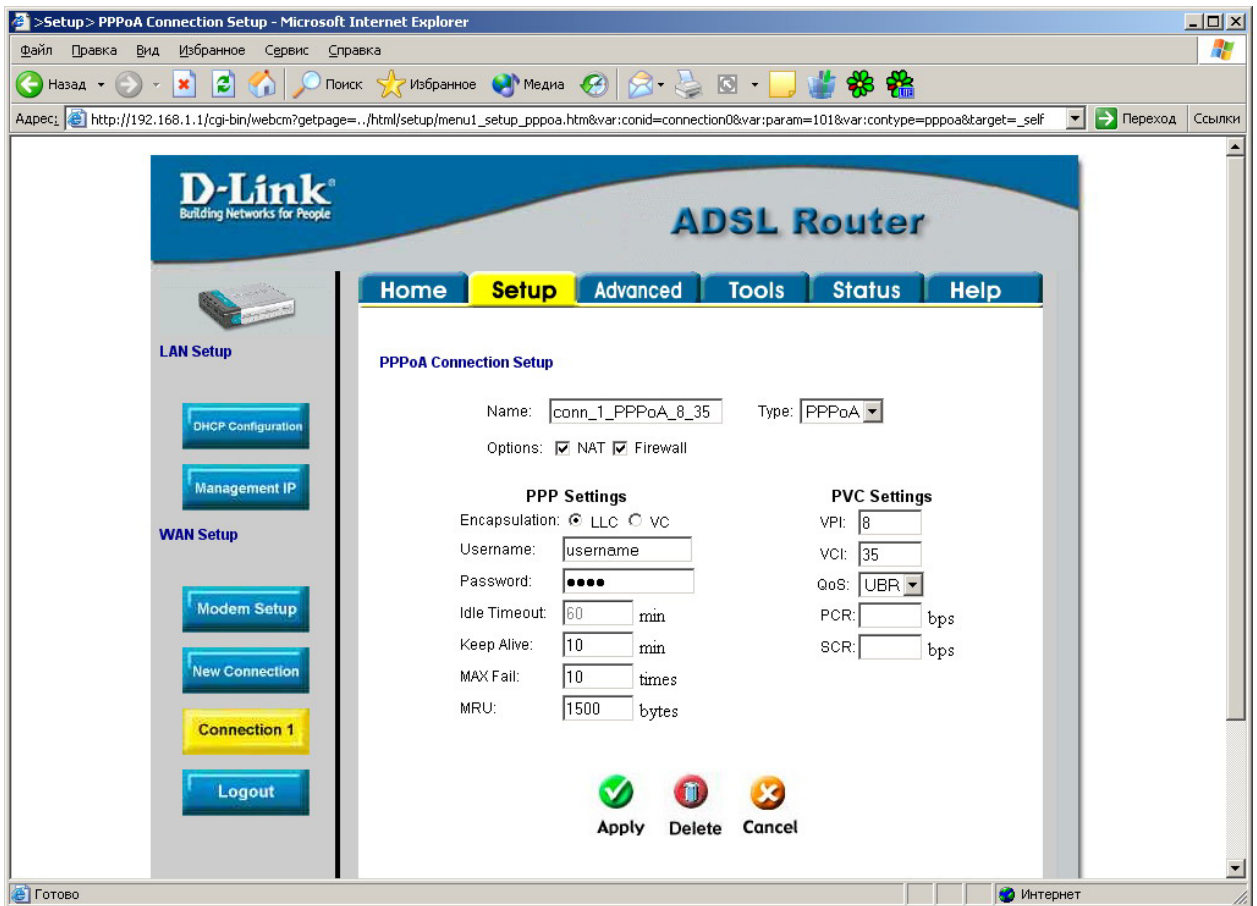 >Setup> PPPoA Connection Setup - Microsoft Internet Explorer
Файл Правка Вид Избранное Сервис Справка
Назад Поиск Избранное Медиа
Адрес: http://192.168.1.1/cgi-bin/webcm?getpage=../html/setup/menu1_setup_pppoa.htm&var:conid=connection0&var:param=101&var:contype=pppoa&target=_self Переход Ссылки
D-Link®
Building Networks for People
ADSL Router
Home Setup Advanced Tools Status Help
LAN Setup
DHCP Configuration
Management IP
WAN Setup
Modem Setup
New Connection
Connection 1
Logout
PPPoA Connection Setup
Name: conn_1_PPPoA_8_35 Type: PPPoA
Options: NAT Firewall
PPP Settings
Encapsulation: LLC VC
Username: username
Password: ••••
Idle Timeout: 60 min
Keep Alive: 10 min
MAX Fail: 10 times
MRU: 1500 bytes
PVC Settings
VPI: 8
VCI: 35
QoS: UBR
PCR: bps
SCR: bps
Apply Delete Cancel
Готово Интернет